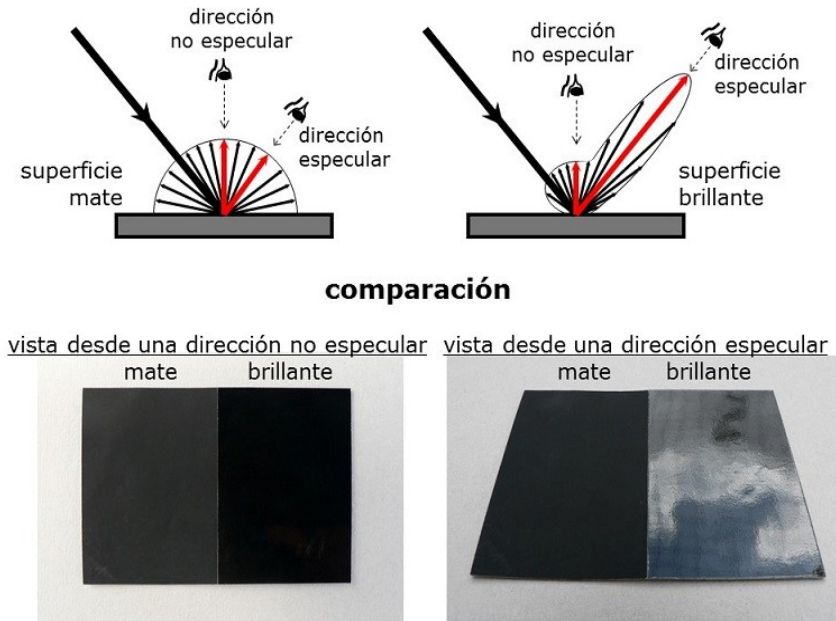 dirección
no especular
dirección
especular
superficie
mate
dirección
no especular
dirección
especular
superficie
brillante
comparación
vista desde una dirección no especular
mate brillante
vista desde una dirección especular
mate brillante